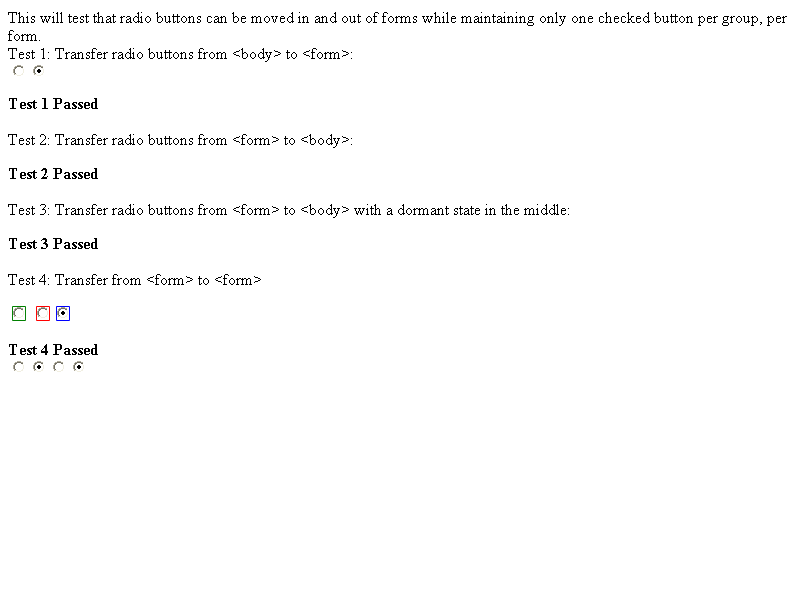 This will test that radio buttons can be moved in and out of forms while maintaining only one checked button per group, per
form.
Test 1: Transfer radio buttons from <body> to <form>:
Test 1 Passed
Test 2: Transfer radio buttons from <form> to <body>:
Test 2 Passed
Test 3: Transfer radio buttons from <form> to <body> with a dormant state in the middle:
Test 3 Passed
Test 4: Transfer from <form> to <form>
Test 4 Passed